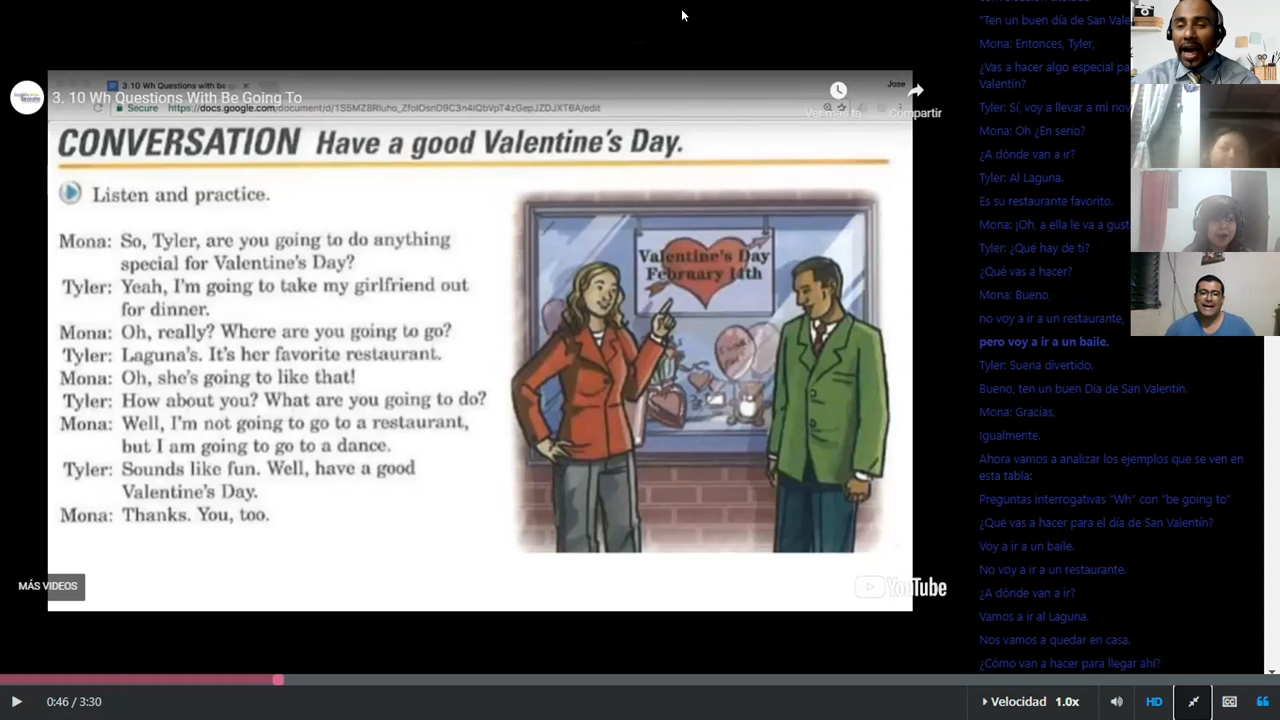 3.10 Wh Questions with be
Jose
3. 10 Wh Questions With Be Going To
Secure
Ver más ta
Compartir
CONVERSATION Have a good Valentine's Day.
Listen and practice.
Mona: So, Tyler, are you going to do anything
special for Valentine's Day?
Tyler: Yeah, I'm going to take my girlfriend out
for dinner.
Mona: Oh, really? Where are you going to go?
Tyler: Laguna's. It's her favorite restaurant.
Mona: Oh, she's going to like that!
Tyler: How about you? What are you going to do?
Mona: Well, I'm not going to go to a restaurant,
but I am going to go to a dance.
Tyler: Sounds like fun. Well, have a good
Valentine's Day.
Mona: Thanks. You, too.
Valentine's Day
February 14th
MÁS VIDEOS
YouTube
0:46 / 3:30
"Ten un buen día de San Vale
Mona: Entonces, Tyler,
¿Vas a hacer algo especial pa
Valentín?
Tyler: Sí, voy a llevar a mi nov
Mona: Oh ¿En serio?
¿A dónde van a ir?
Tyler: Al Laguna.
Es su restaurante favorito.
Mona: ¡Oh, a ella le va a gust
Tyler: ¿Qué hay de ti?
¿Qué vas a hacer?
Mona: Bueno,
no voy a ir a un restaurante,
pero voy a ir a un baile.
Tyler: Suena divertido.
Bueno, ten un buen Día de San Valentín.
Mona: Gracias.
Igualmente.
Ahora vamos a analizar los ejemplos que se ven en
esta tabla:
Preguntas interrogativas "Wh" con "be going to"
¿Qué vas a hacer para el día de San Valentín?
Voy a ir a un baile.
No voy a ir a un restaurante.
¿A dónde van a ir?
Vamos a ir al Laguna.
Nos vamos a quedar en casa.
¿Cómo van a hacer para llegar ahí?
Velocidad 1.0x
HD